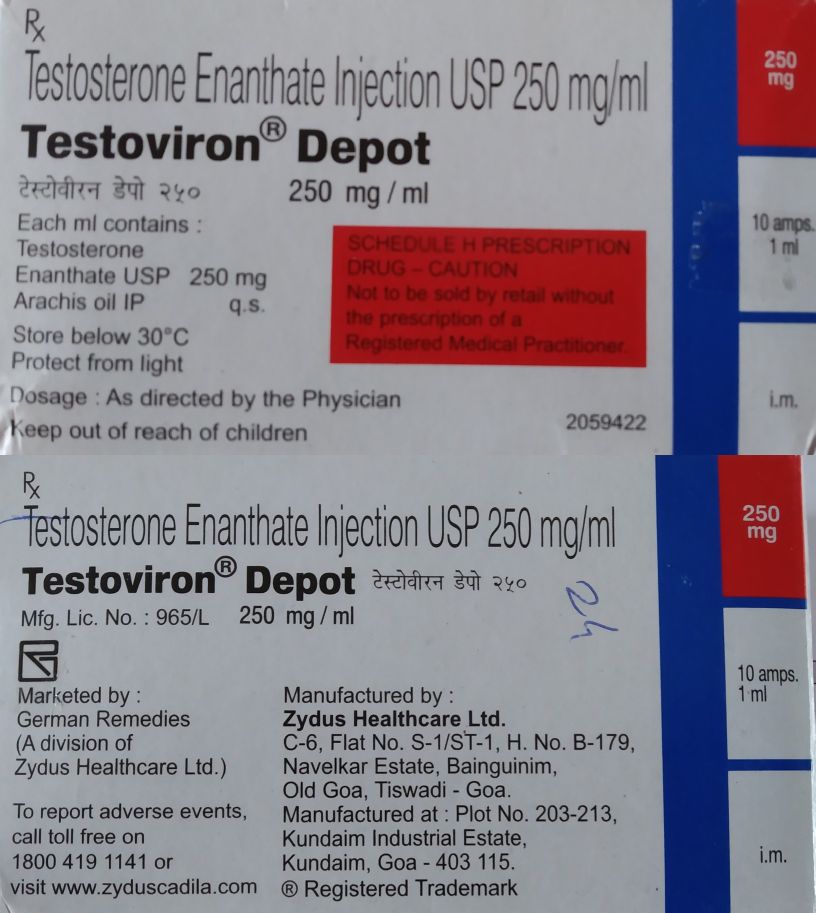 Rx
Testosterone Enanthate Injection USP 250 mg/ml
Testoviron® Depot
टेस्टोवीरन डेपो २५० 250 mg / ml
Each ml contains :
Testosterone
Enanthate USP 250 mg
Arachis oil IP q.s.
Store below 30°C
Protect from light
Dosage : As directed by the Physician
Keep out of reach of children
SCHEDULE H PRESCRIPTION
DRUG – CAUTION
Not to be sold by retail without
the prescription of a
Registered Medical Practitioner.
2059422
250
mg
10 amps.
1 ml
i.m.
Rx
Testosterone Enanthate Injection USP 250 mg/ml
Testoviron® Depot टेस्टोवीरन डेपो २५०
Mfg. Lic. No. : 965/L 250 mg / ml
Marketed by :
German Remedies
(A division of
Zydus Healthcare Ltd.)
To report adverse events,
call toll free on
1800 419 1141 or
visit www.zyduscadila.com
Manufactured by :
Zydus Healthcare Ltd.
C-6, Flat No. S-1/ST-1, H. No. B-179,
Navelkar Estate, Bainguinim,
Old Goa, Tiswadi - Goa.
Manufactured at : Plot No. 203-213,
Kundaim Industrial Estate,
Kundaim, Goa - 403 115.
® Registered Trademark
250
mg
10 amps.
1 ml
i.m.